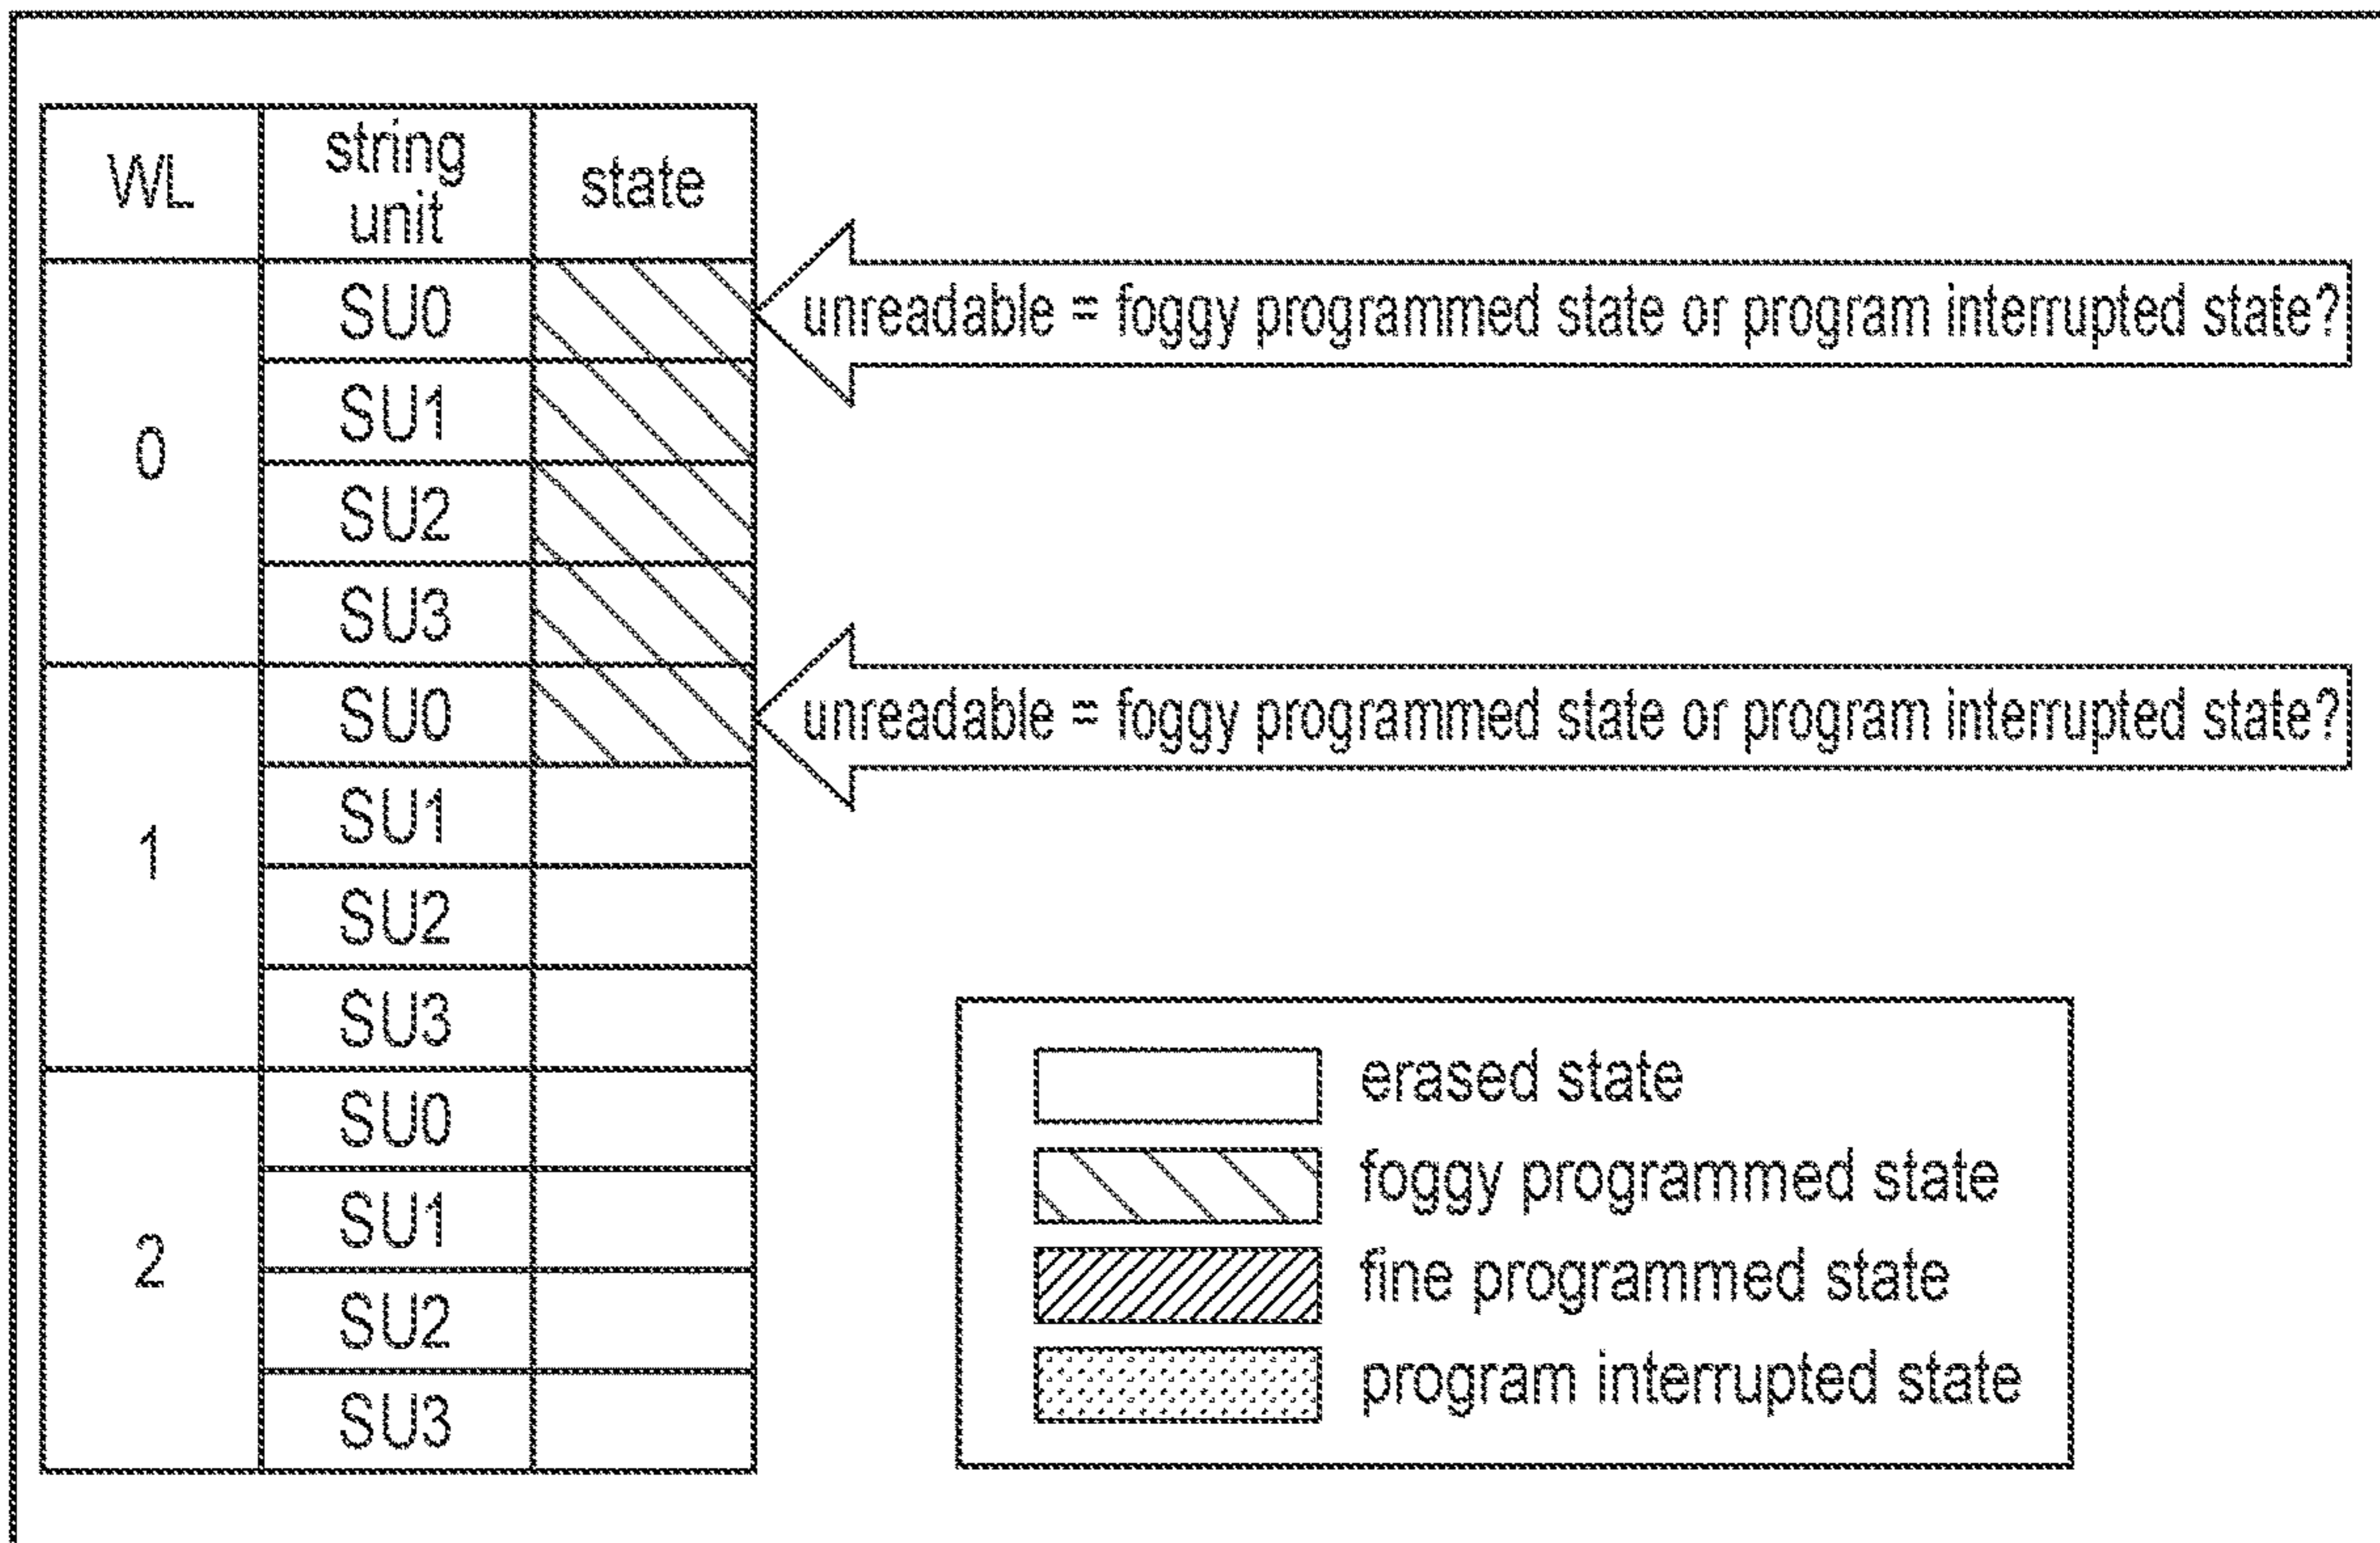 WL string unit state
0 SU0 unreadable = foggy programmed state or program interrupted state?
SU1
SU2
SU3
1 SU0 unreadable = foggy programmed state or program interrupted state?
SU1
SU2
SU3
2 SU0
SU1
SU2
SU3
erased state
foggy programmed state
fine programmed state
program interrupted state